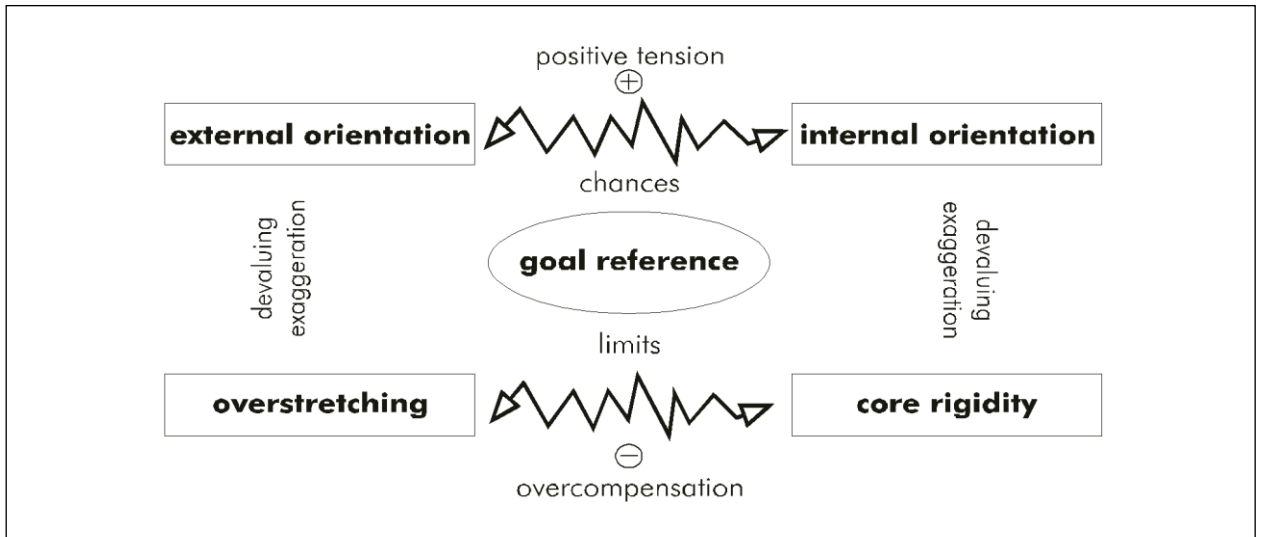 positive tension
+
external orientation
internal orientation
chances
devaluing
exaggeration
goal reference
devaluing
exaggeration
limits
overstretching
core rigidity
−
overcompensation